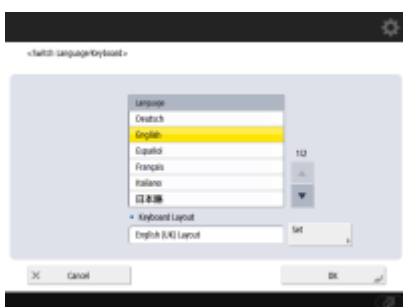 <Switch Language/Keyboard>
Language
Deutsch
English
Español
Français
Italiano
日本語
1/2
Keyboard Layout
English (UK) Layout
Set
× Cancel
OK